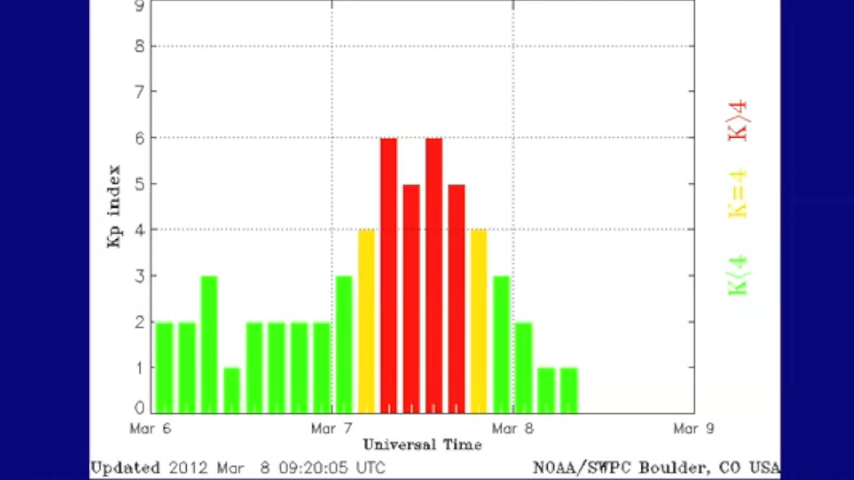 9
8
7
6
5
4
3
2
1
0
Kp index
Mar 6 Mar 7 Mar 8 Mar 9
Universal Time
K⟩4
K=4
K⟨4
Updated 2012 Mar 8 09:20:05 UTC NOAA/SWPC Boulder, CO USA